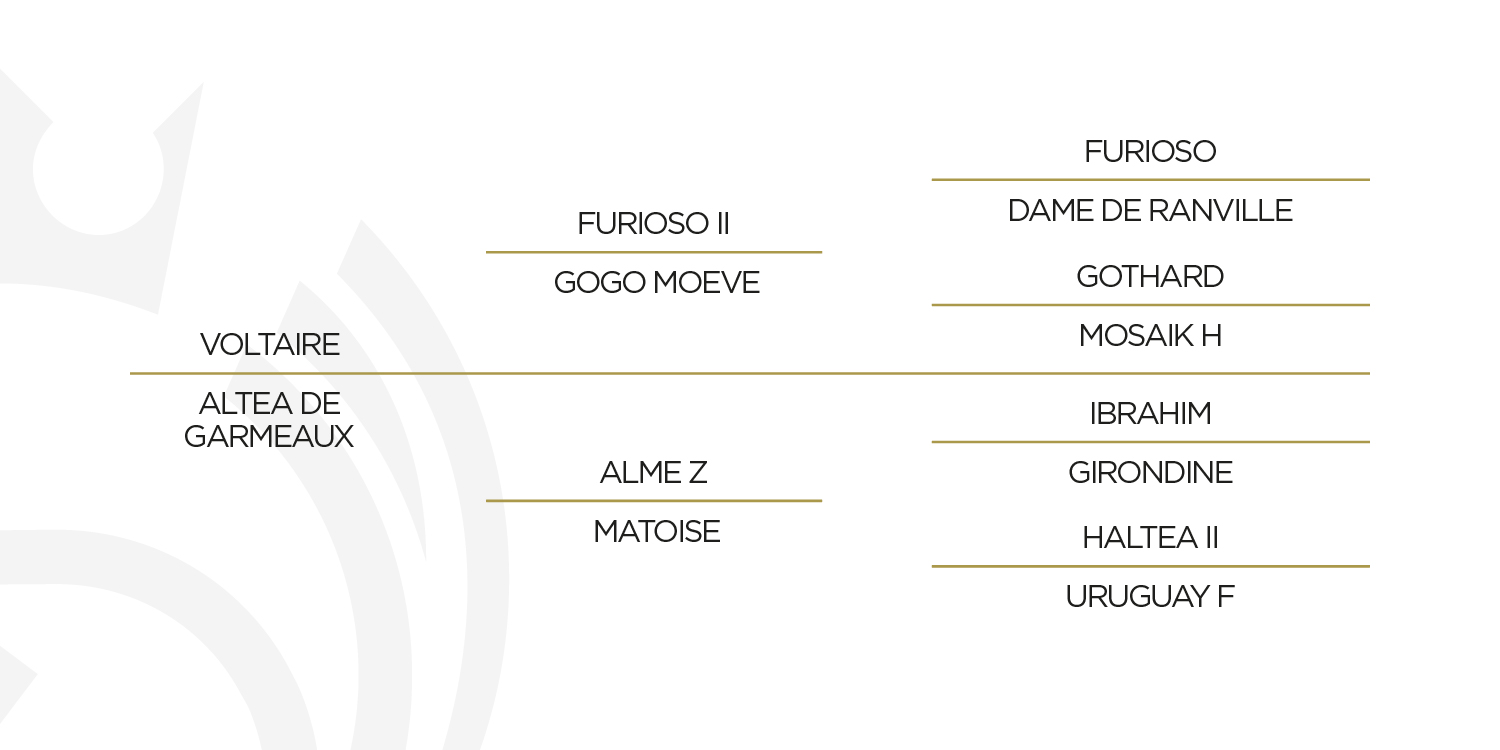 FURIOSO
DAME DE RANVILLE
FURIOSO II
GOGO MOEVE
GOTHARD
MOSAIK H
VOLTAIRE
ALTEA DE
GARMEAUX
IBRAHIM
GIRONDINE
ALME Z
MATOISE
HALTEA II
URUGUAY F